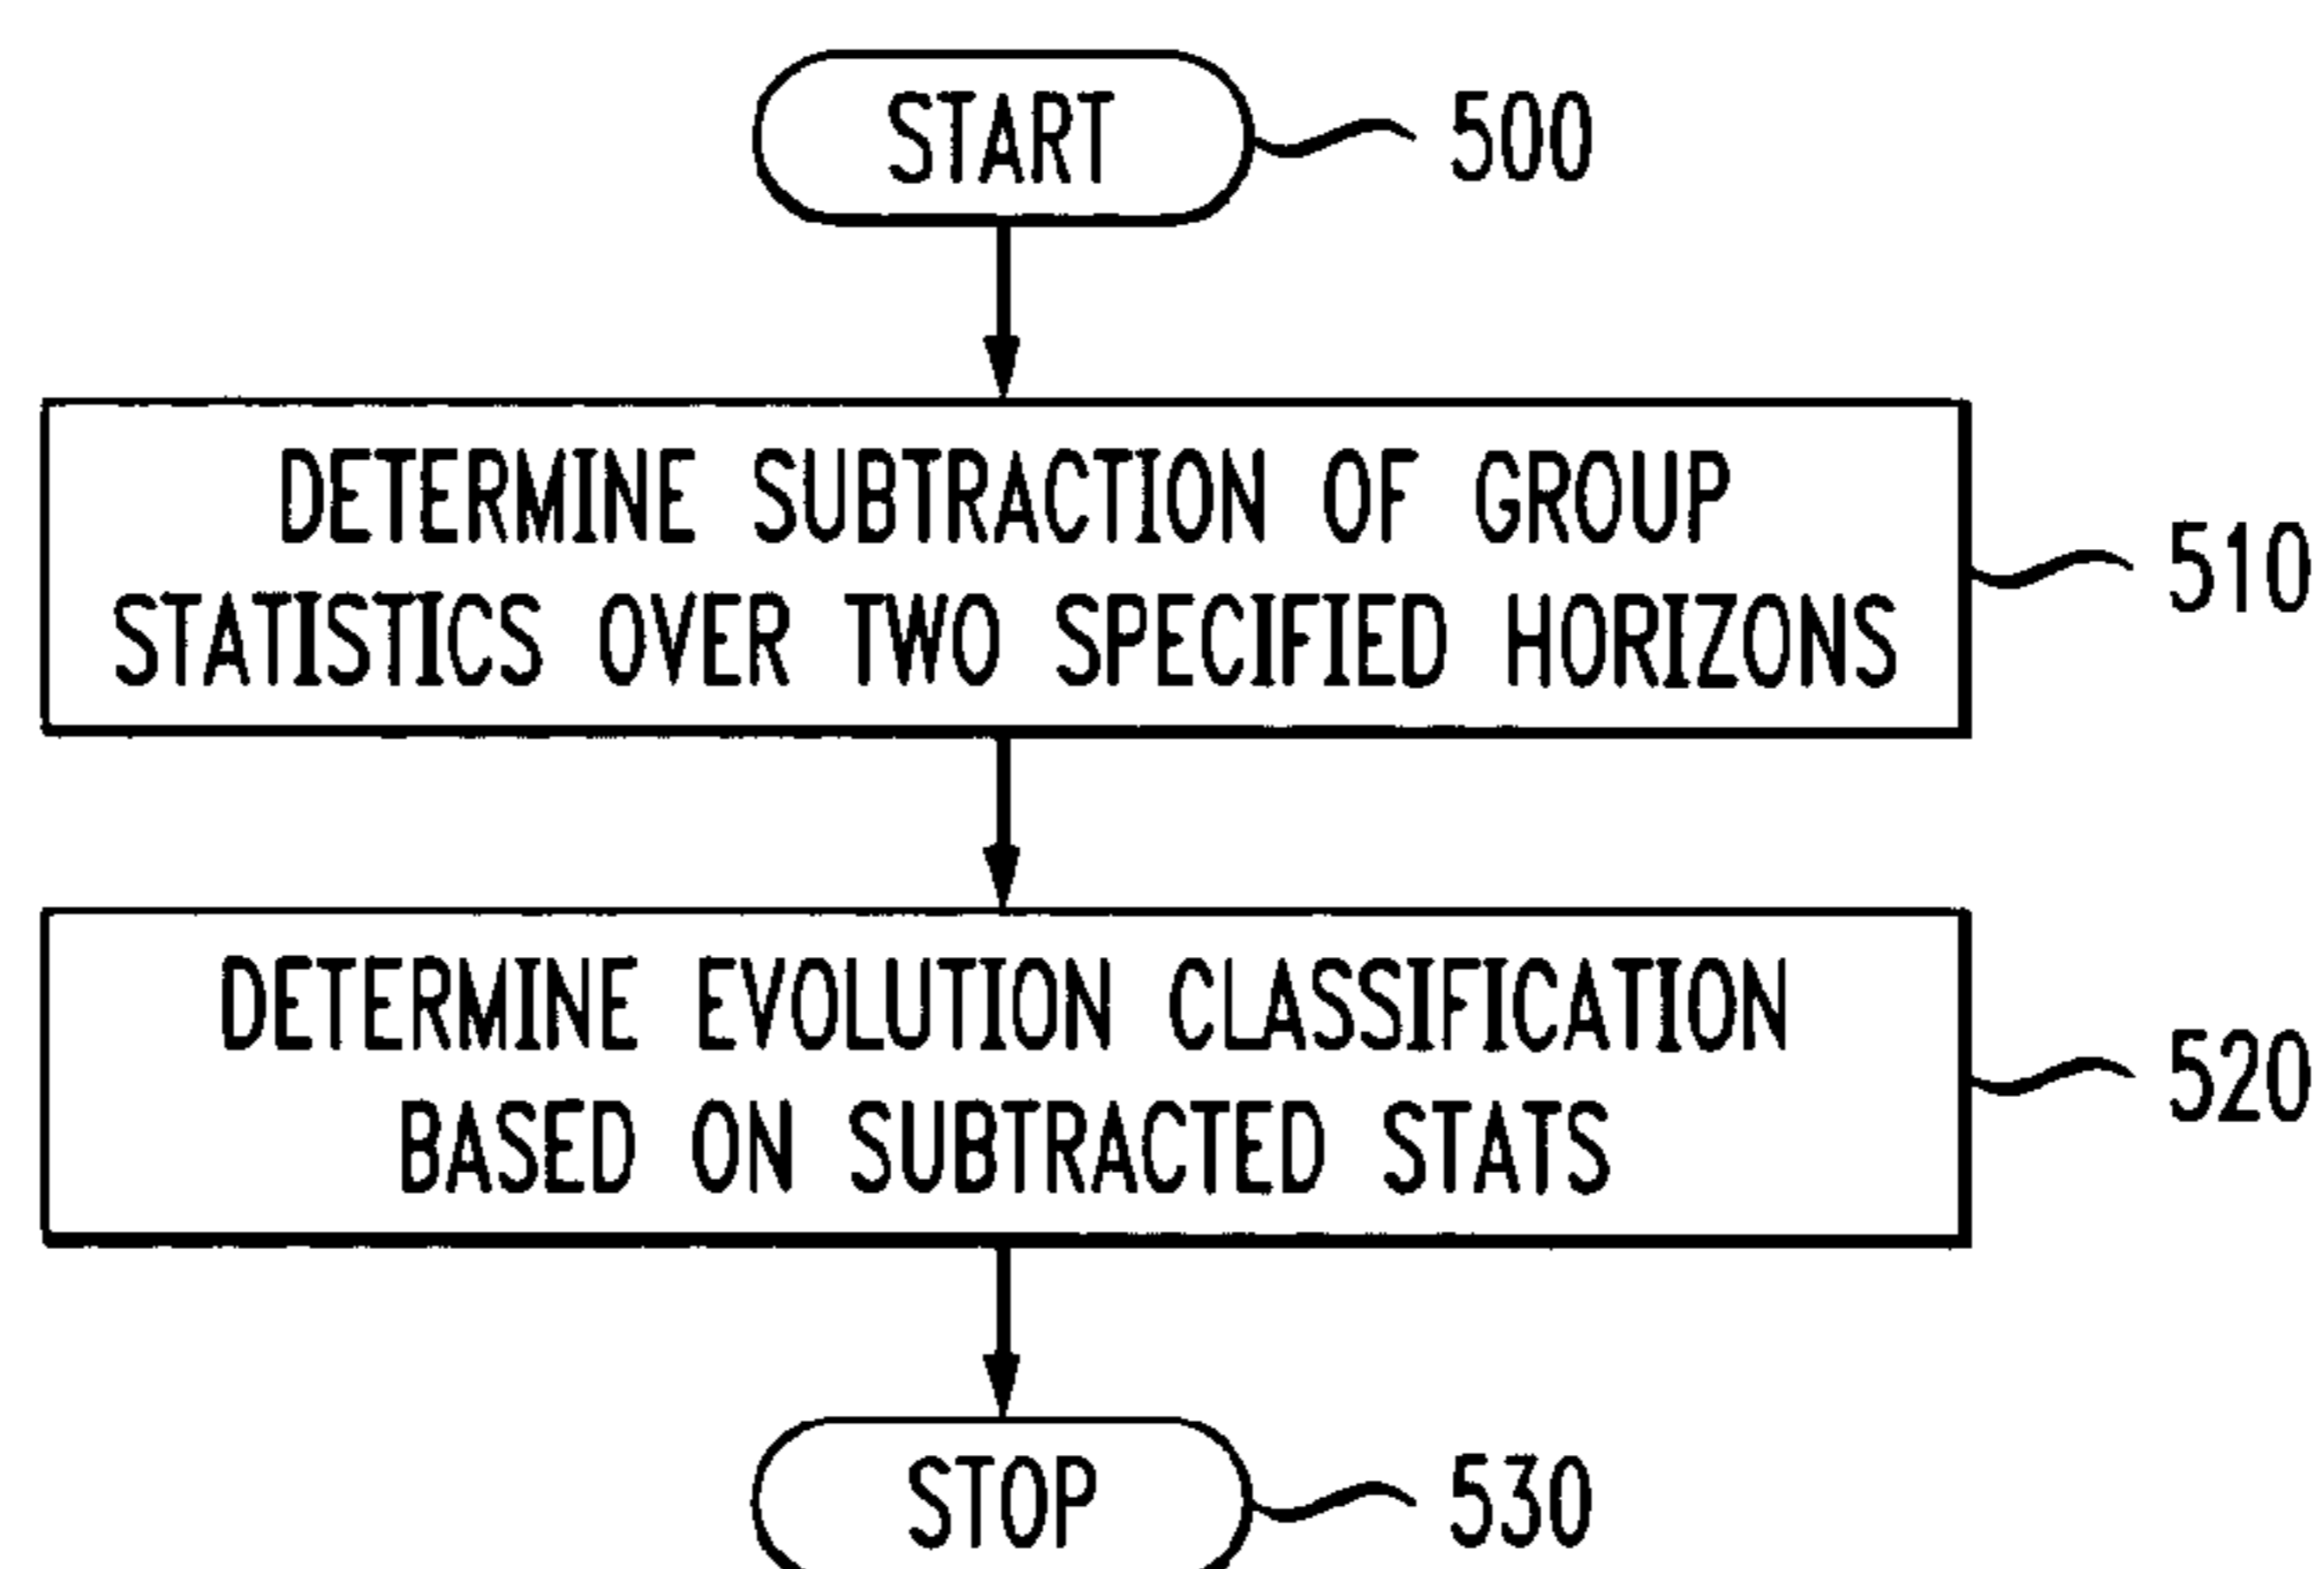 START 500
DETERMINE SUBTRACTION OF GROUP
STATISTICS OVER TWO SPECIFIED HORIZONS
510
DETERMINE EVOLUTION CLASSIFICATION
BASED ON SUBTRACTED STATS
520
STOP 530